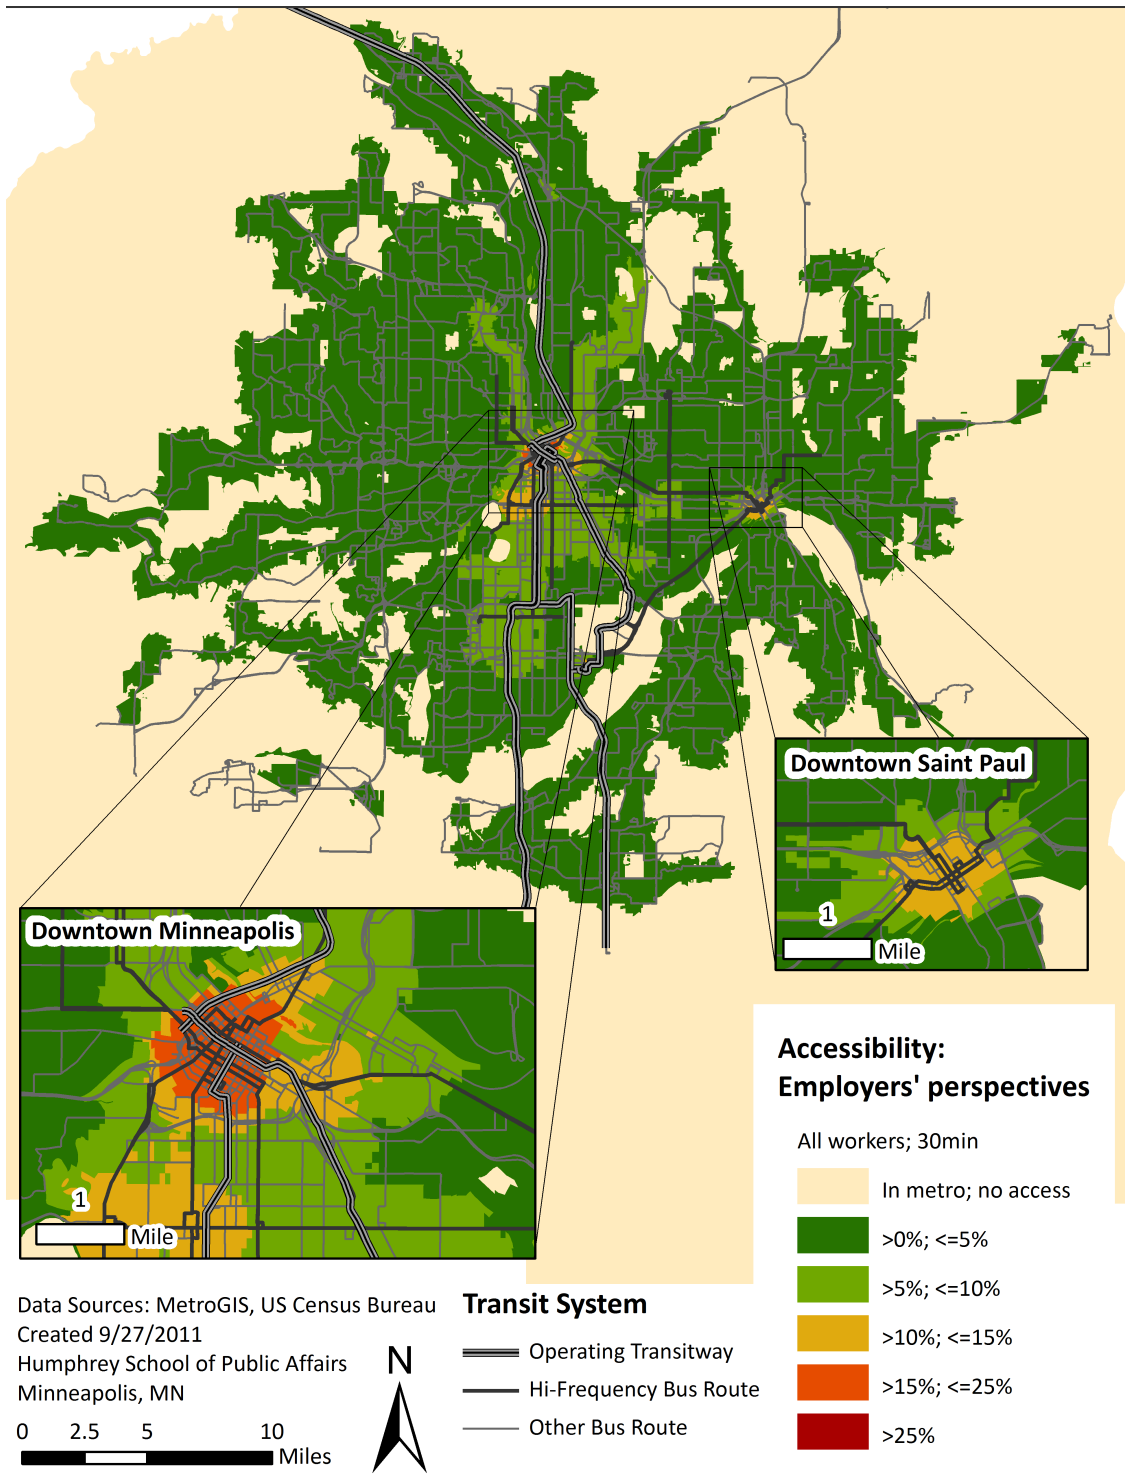 Downtown Saint Paul
1
Mile
Downtown Minneapolis
1
Mile
Accessibility:
Employers' perspectives
All workers; 30min
In metro; no access
>0%; <=5%
>5%; <=10%
>10%; <=15%
>15%; <=25%
>25%
Data Sources: MetroGIS, US Census Bureau
Created 9/27/2011
Humphrey School of Public Affairs
Minneapolis, MN
0 2.5 5 10
Miles
N
Transit System
Operating Transitway
Hi-Frequency Bus Route
Other Bus Route